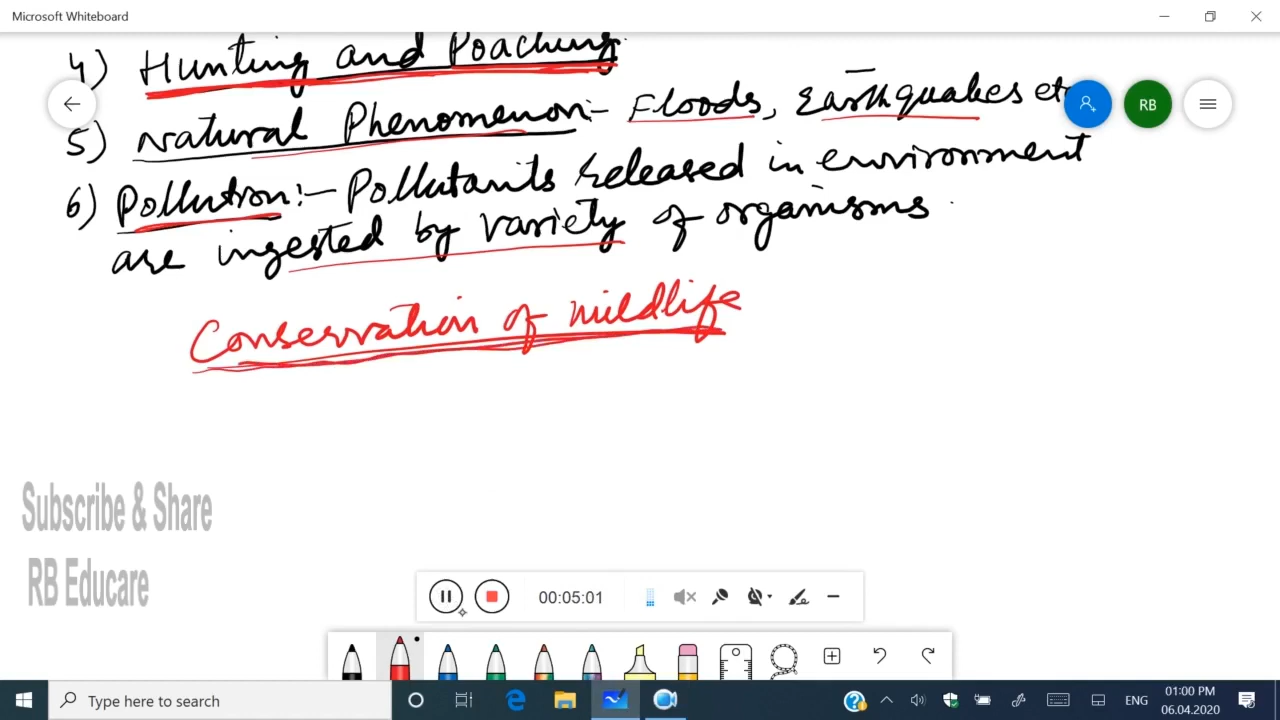 Microsoft Whiteboard
4) Hunting and Poaching.
5) Natural Phenomenon:- Floods, Earthquakes etc
RB
6) Pollution:- Pollutants released in environment
are ingested by variety of organisms.
Conservation of wildlife
Subscribe & Share
RB Educare
00:05:01
Type here to search
ENG
01:00 PM
06.04.2020